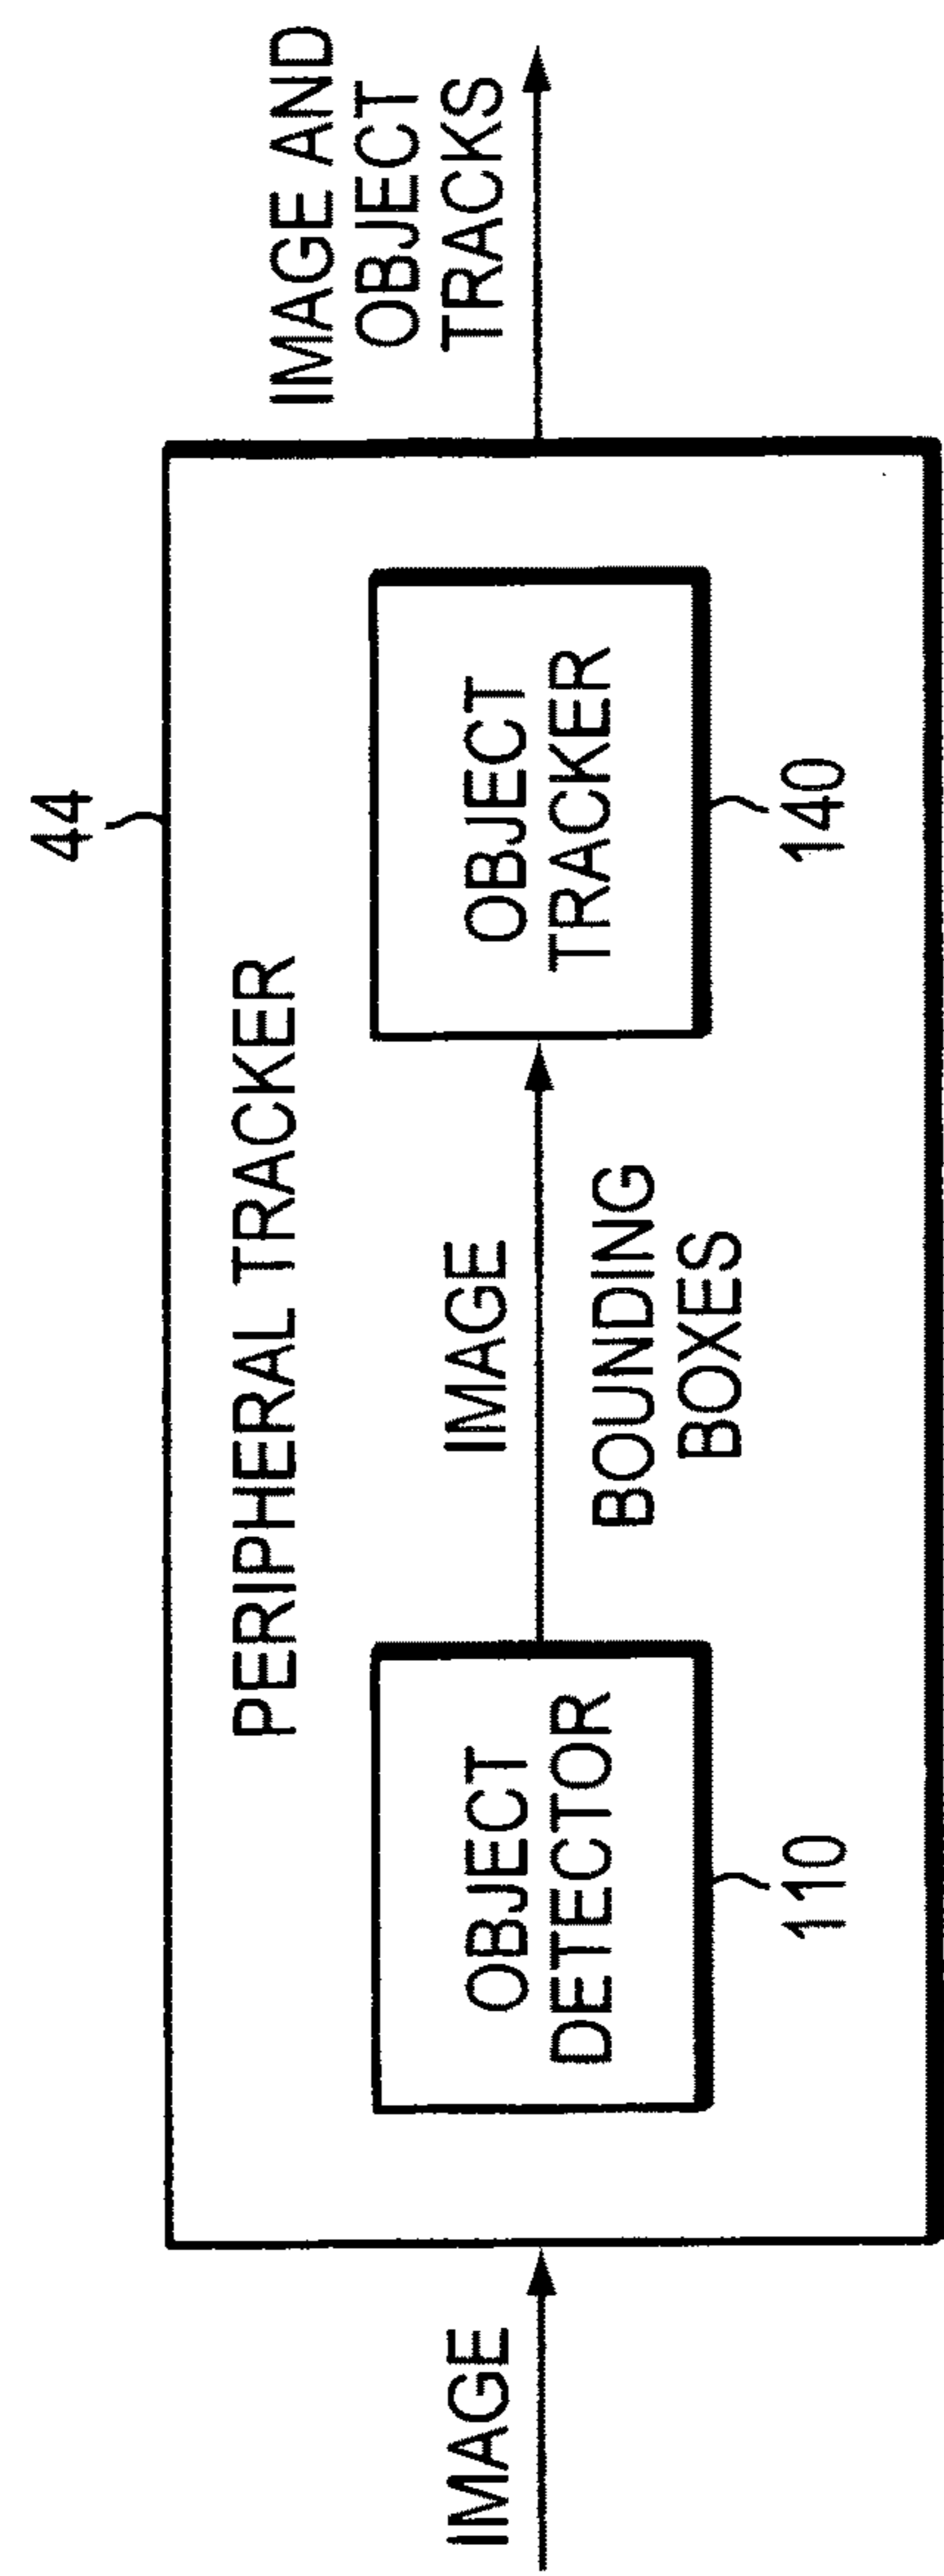 44
PERIPHERAL TRACKER
IMAGE
OBJECT
DETECTOR
110
IMAGE
BOUNDING
BOXES
OBJECT
TRACKER
140
IMAGE AND
OBJECT
TRACKS